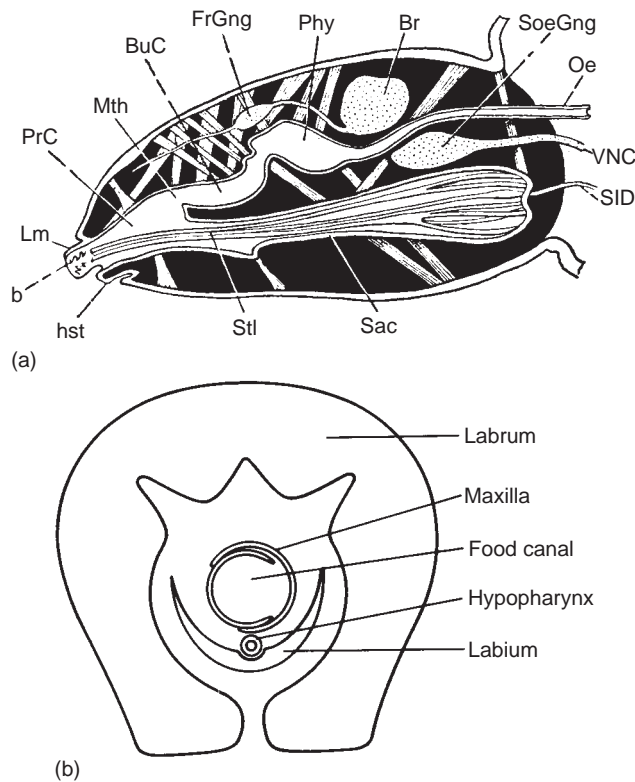 FrGng
Phy
Br
SoeGng
BuC
Oe
Mth
PrC
VNC
SID
Lm
b
hst
Stl
Sac
(a)
Labrum
Maxilla
Food canal
Hypopharynx
Labium
(b)